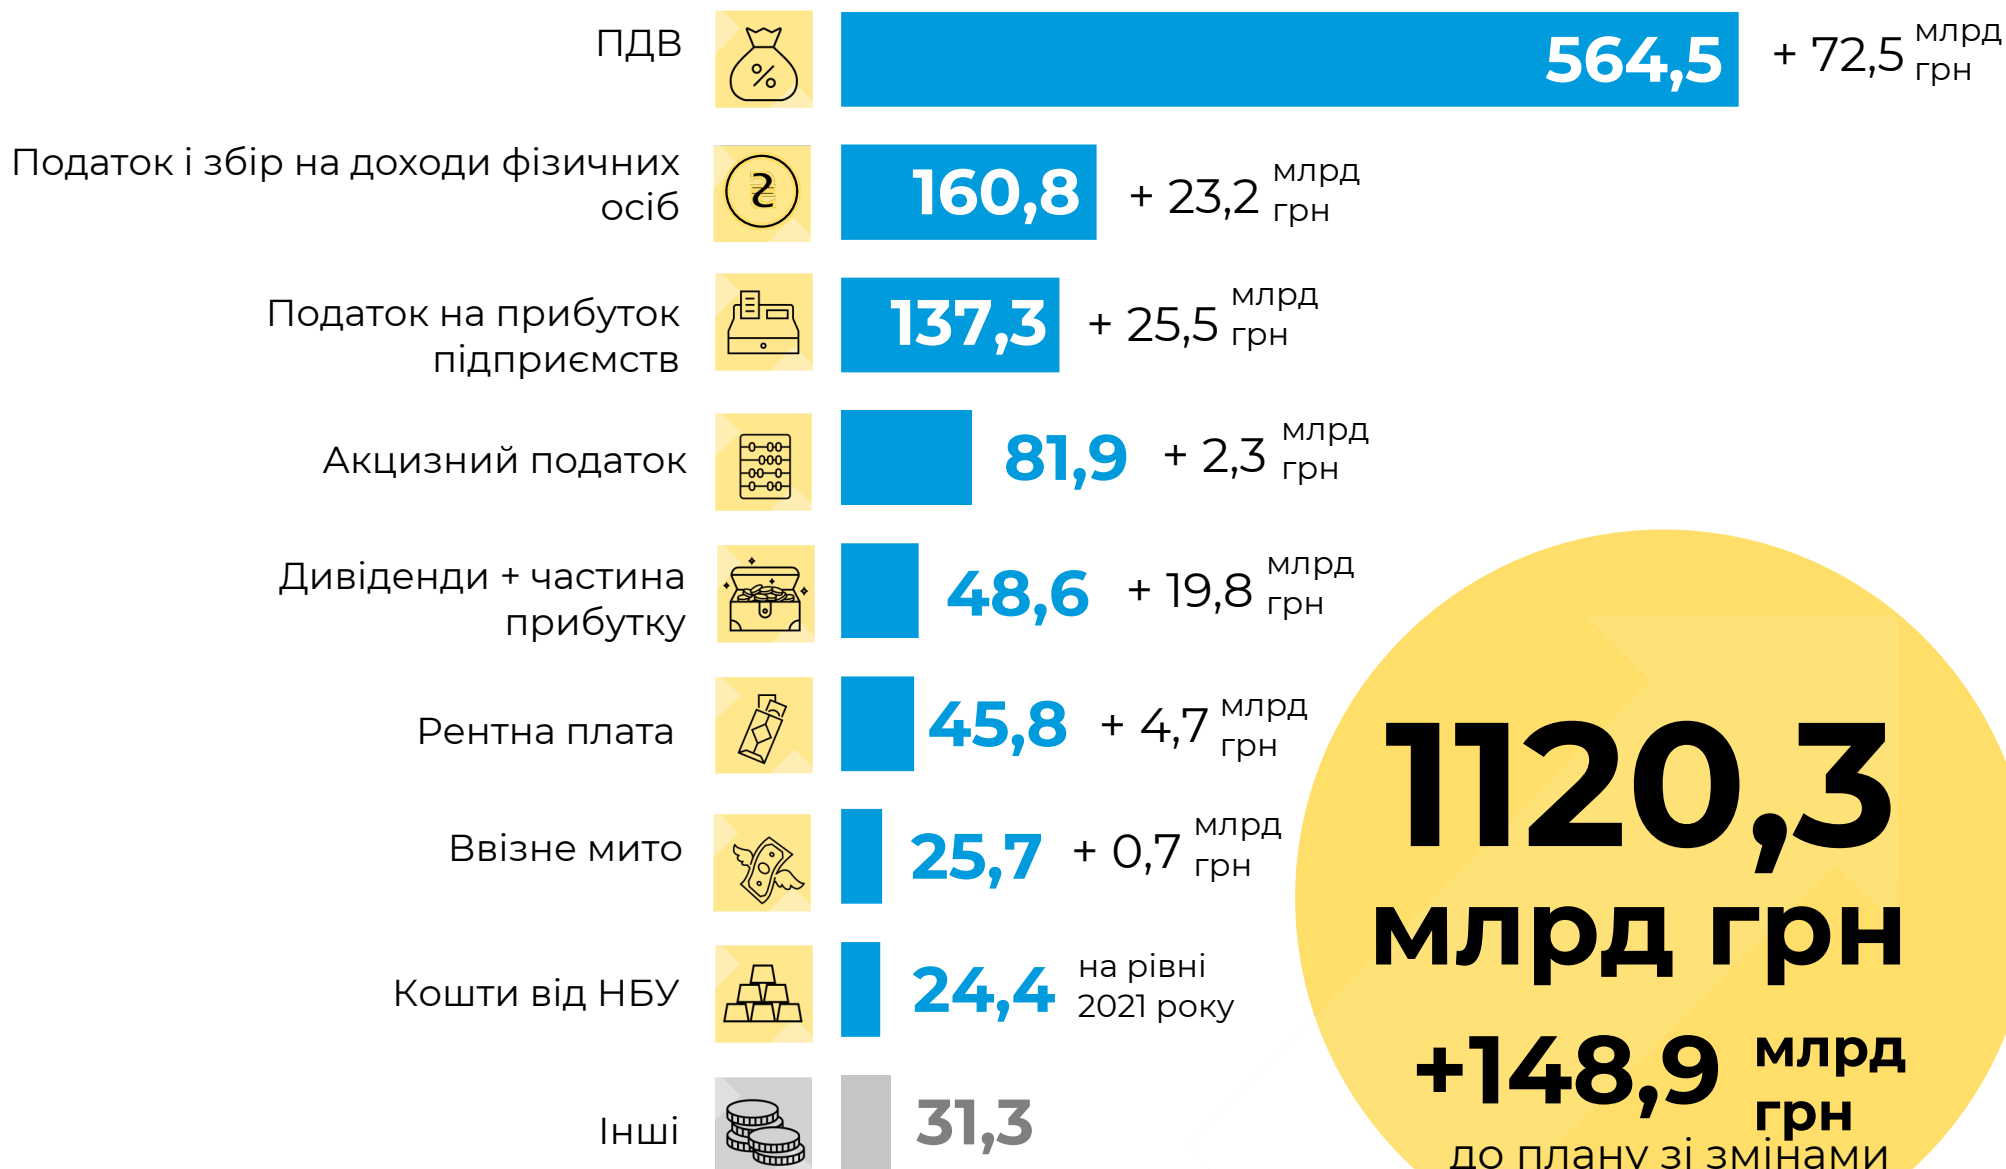 ПДВ
564,5
+ 72,5 млрд
грн
Податок і збір на доходи фізичних
осіб
160,8
+ 23,2 млрд
грн
Податок на прибуток
підприємств
137,3
+ 25,5 млрд
грн
Акцизний податок
81,9
+ 2,3 млрд
грн
Дивіденди + частина
прибутку
48,6
+ 19,8 млрд
грн
Рентна плата
45,8
+ 4,7 млрд
грн
Ввізне мито
25,7
+ 0,7 млрд
грн
Кошти від НБУ
24,4
на рівні
2021 року
Інші
31,3
1120,3
млрд грн
+148,9 млрд
грн
до плану зі змінами